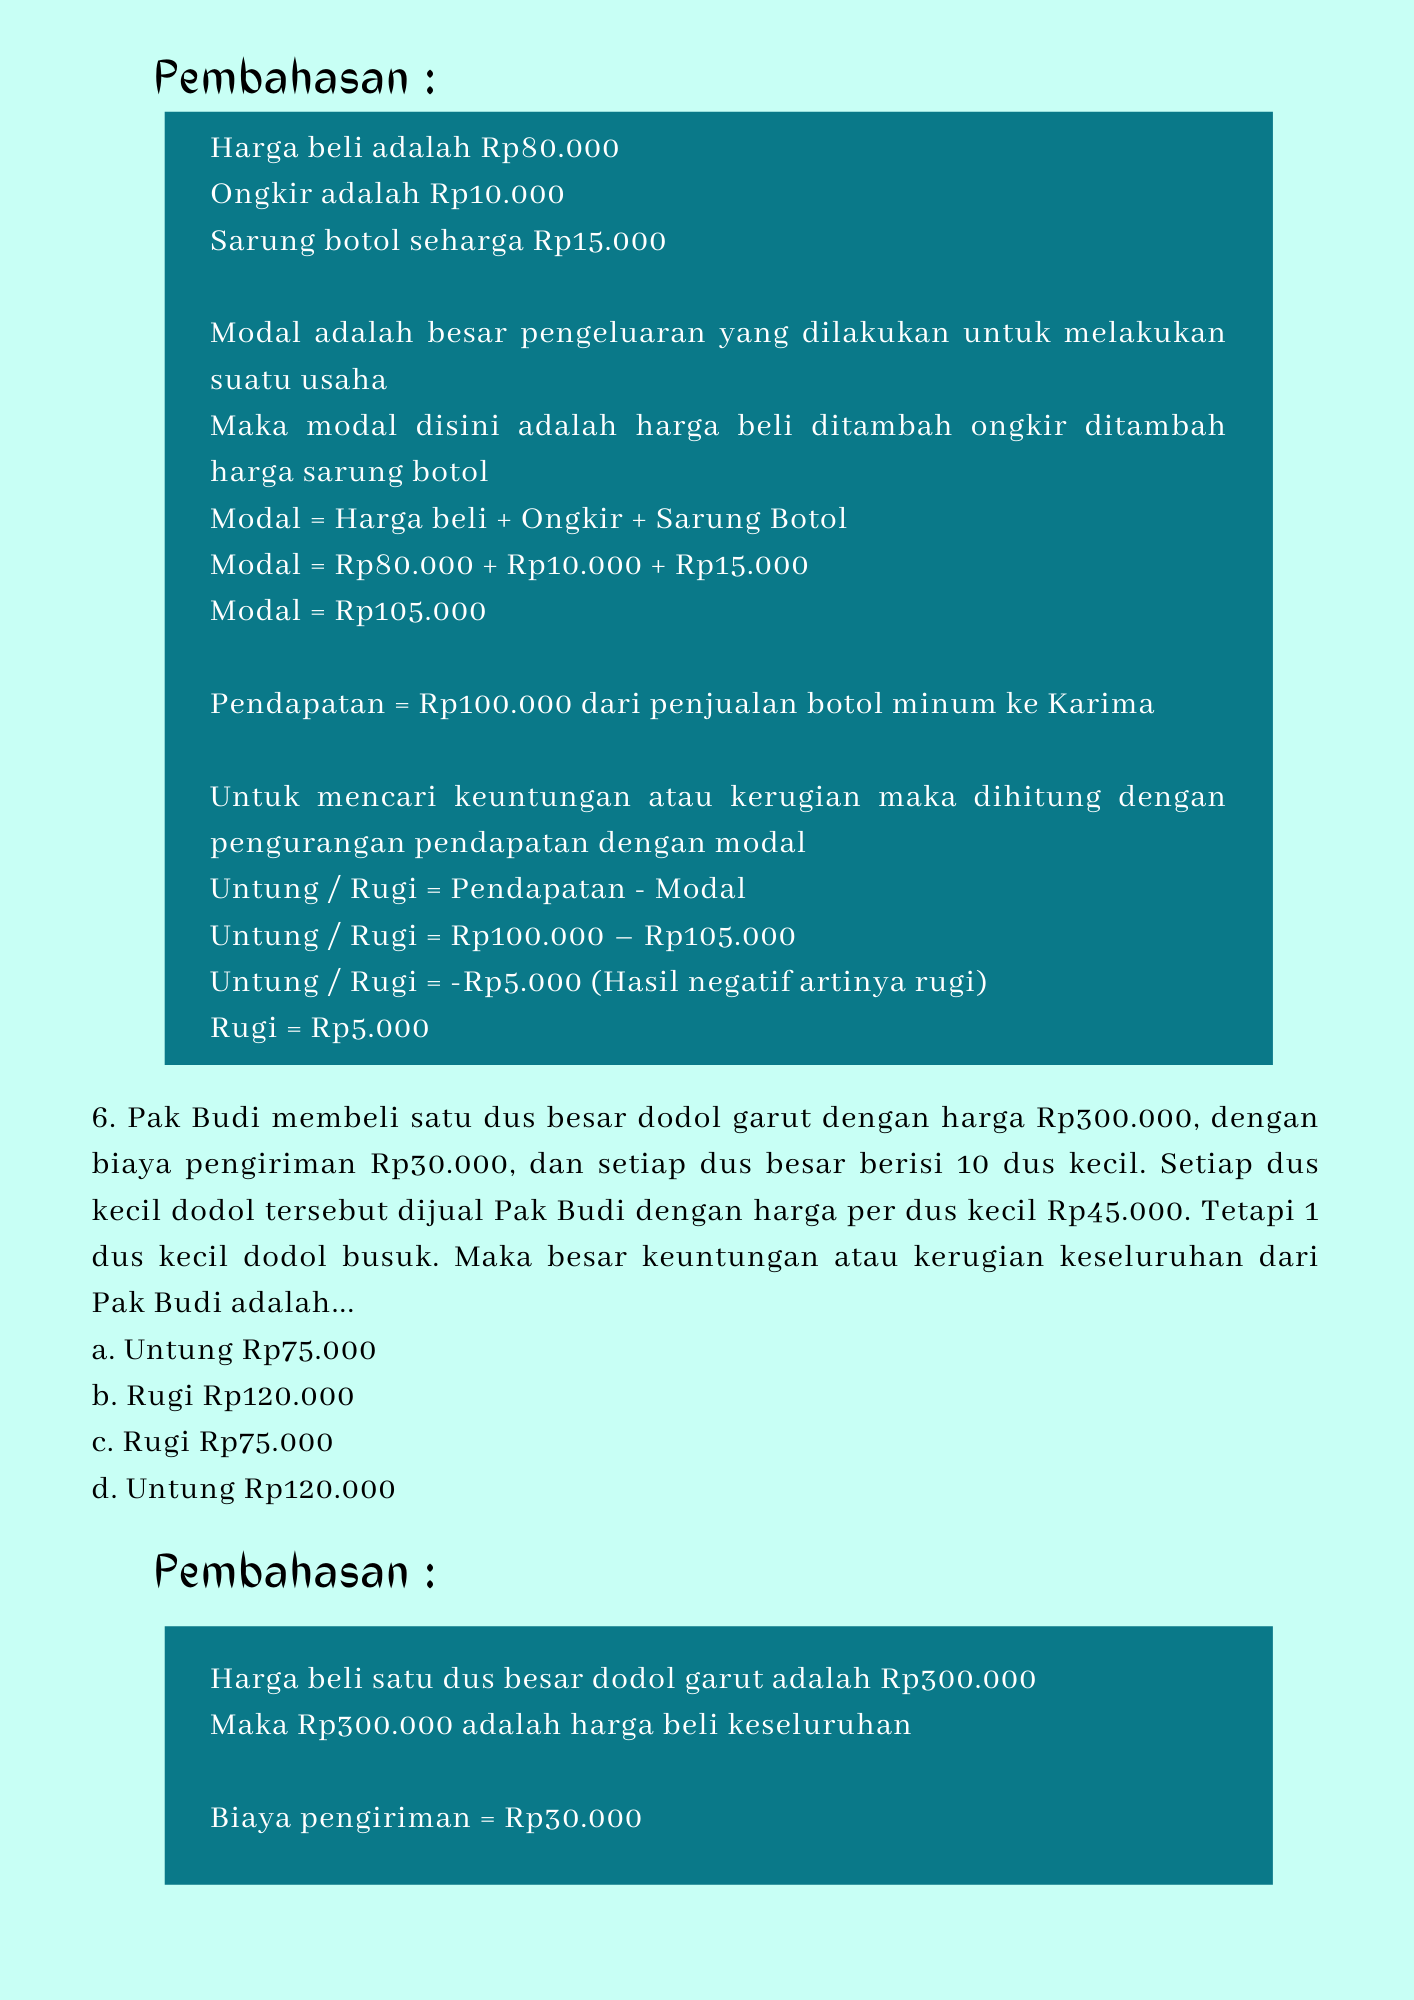 Pembahasan :
Harga beli adalah Rp80.000
Ongkir adalah Rp10.000
Sarung botol seharga Rp15.000
Modal adalah besar pengeluaran yang dilakukan untuk melakukan
suatu usaha
Maka modal disini adalah harga beli ditambah ongkir ditambah
harga sarung botol
Modal = Harga beli + Ongkir + Sarung Botol
Modal = Rp80.000 + Rp10.000 + Rp15.000
Modal = Rp105.000
Pendapatan = Rp100.000 dari penjualan botol minum ke Karima
Untuk mencari keuntungan atau kerugian maka dihitung dengan
pengurangan pendapatan dengan modal
Untung / Rugi = Pendapatan - Modal
Untung / Rugi = Rp100.000 – Rp105.000
Untung / Rugi = -Rp5.000 (Hasil negatif artinya rugi)
Rugi = Rp5.000
6. Pak Budi membeli satu dus besar dodol garut dengan harga Rp300.000, dengan
biaya pengiriman Rp30.000, dan setiap dus besar berisi 10 dus kecil. Setiap dus
kecil dodol tersebut dijual Pak Budi dengan harga per dus kecil Rp45.000. Tetapi 1
dus kecil dodol busuk. Maka besar keuntungan atau kerugian keseluruhan dari
Pak Budi adalah...
a. Untung Rp75.000
b. Rugi Rp120.000
c. Rugi Rp75.000
d. Untung Rp120.000
Pembahasan :
Harga beli satu dus besar dodol garut adalah Rp300.000
Maka Rp300.000 adalah harga beli keseluruhan
Biaya pengiriman = Rp30.000